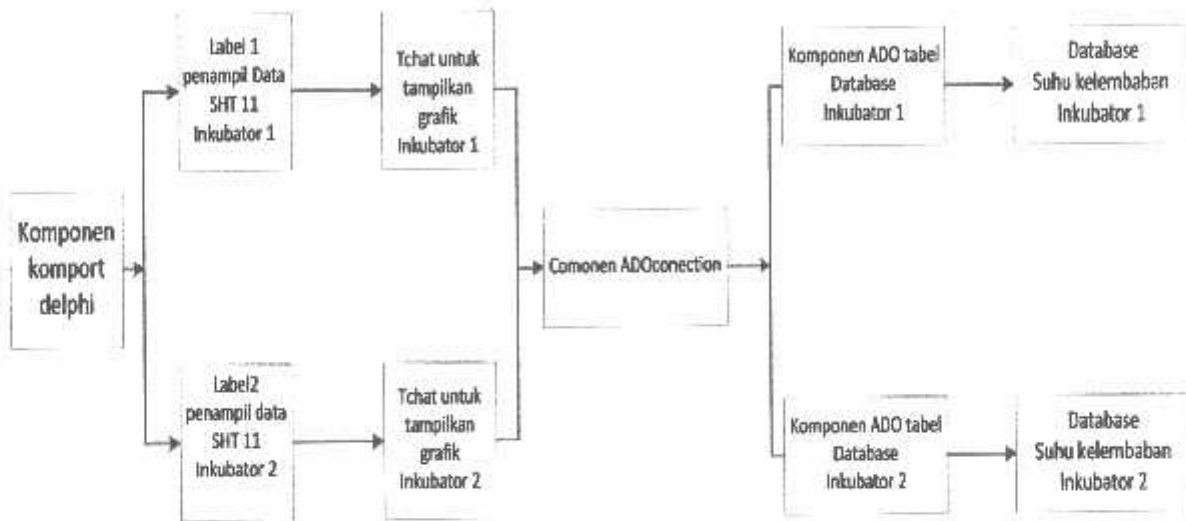 Komponen
komport
delphi
Label 1
penampil Data
SHT 11
Inkubator 1
Tchat untuk
tampilkan
grafik
Inkubator 1
Label2
penampil data
SHT 11
Inkubator 2
Tchat untuk
tampilkan
grafik
Inkubator 2
Comonen ADOconection
Komponen ADO tabel
Database
Inkubator 1
Database
Suhu kelembaban
Inkubator 1
Komponen ADO tabel
Database
Inkubator 2
Database
Suhu kelembaban
Inkubator 2